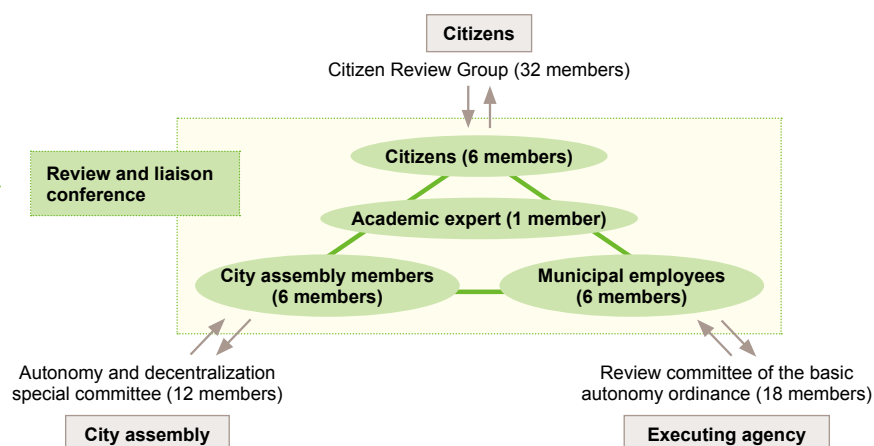 Citizens
Citizen Review Group (32 members)
Review and liaison
conference
Citizens (6 members)
Academic expert (1 member)
City assembly members
(6 members)
Municipal employees
(6 members)
Autonomy and decentralization
special committee (12 members)
City assembly
Review committee of the basic
autonomy ordinance (18 members)
Executing agency